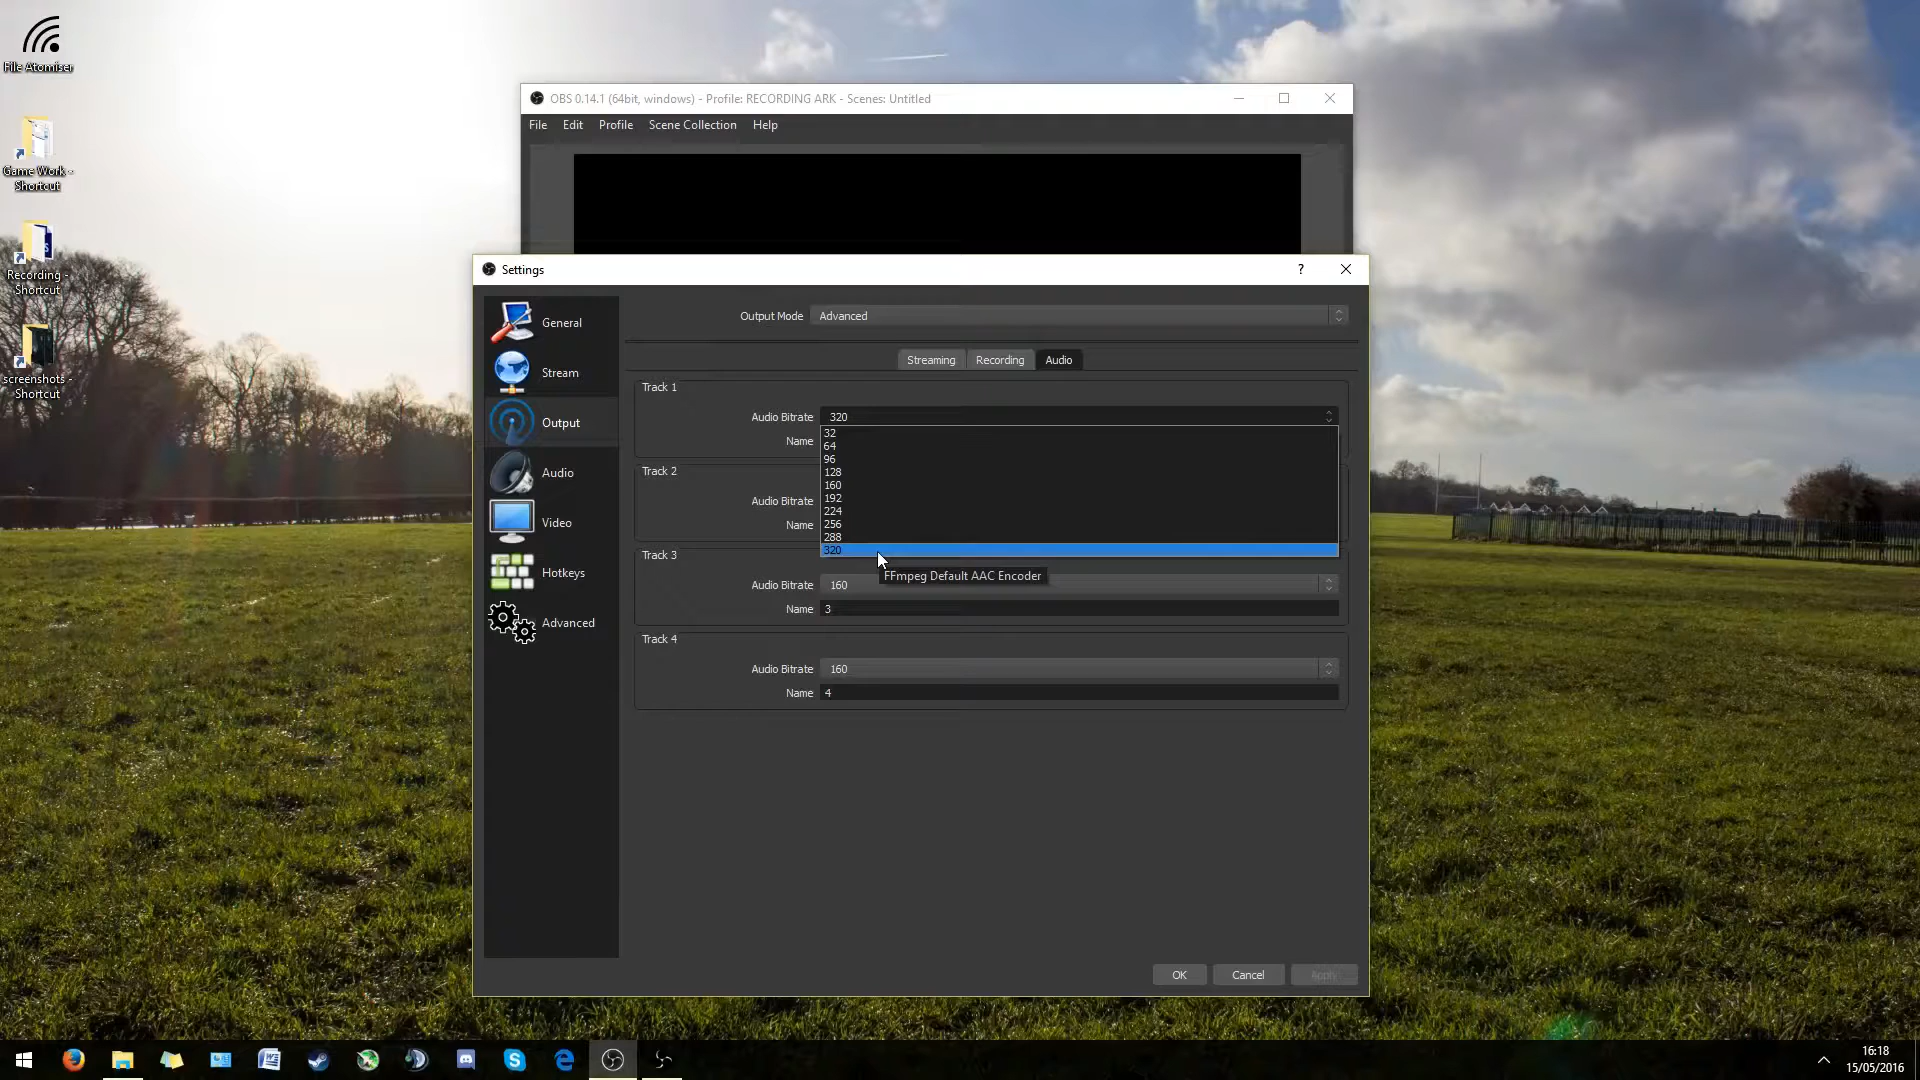 File Atomiser
Game Work -
Shortcut
Recording -
Shortcut
screenshots -
Shortcut
OBS 0.14.1 (64bit, windows) - Profile: RECORDING ARK - Scenes: Untitled
File Edit Profile Scene Collection Help
Settings
?
General
Stream
Output
Audio
Video
Hotkeys
Advanced
Output Mode Advanced
Streaming Recording Audio
Track 1
Audio Bitrate 320
Name
32
64
96
128
160
192
224
256
288
320
Track 2
Audio Bitrate
Name
FFmpeg Default AAC Encoder
Track 3
Audio Bitrate 160
Name 3
Track 4
Audio Bitrate 160
Name 4
OK Cancel Apply
16:18
15/05/2016